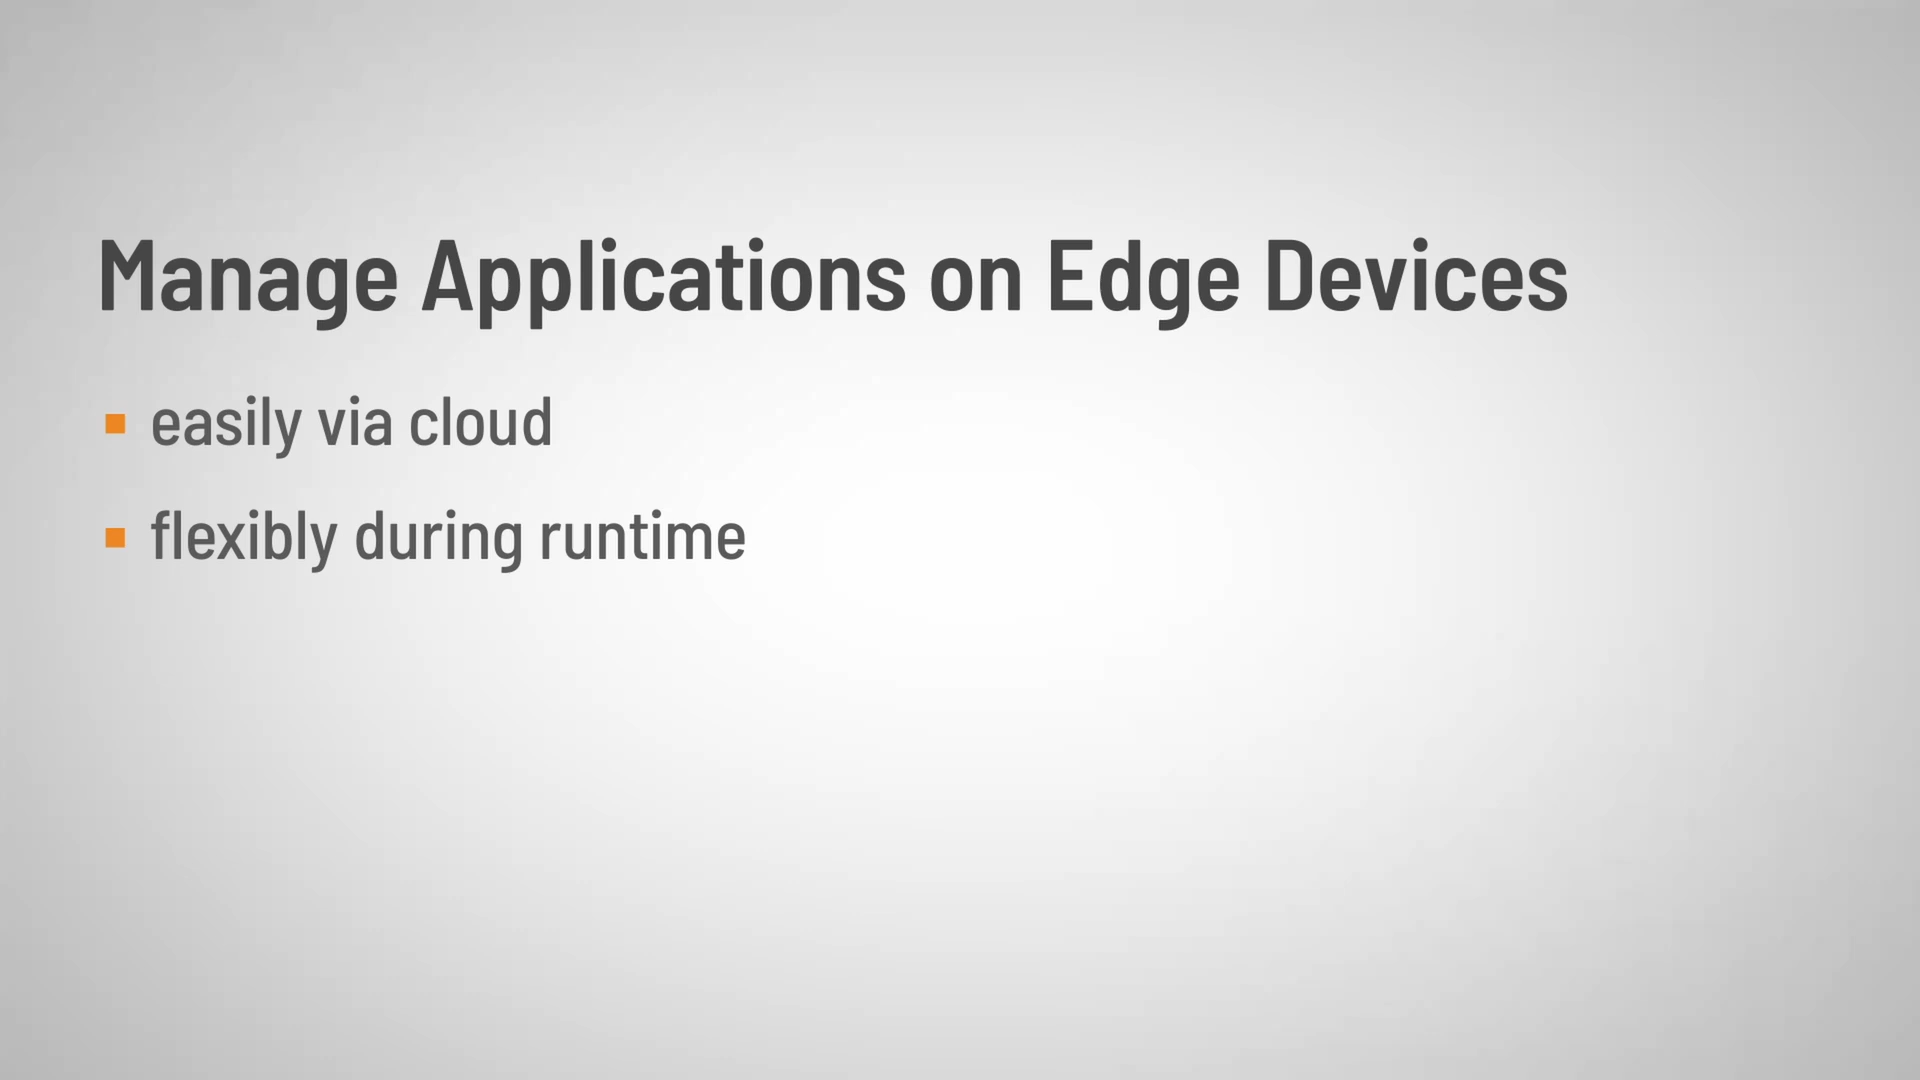 Manage Applications on Edge Devices
easily via cloud
flexibly during runtime